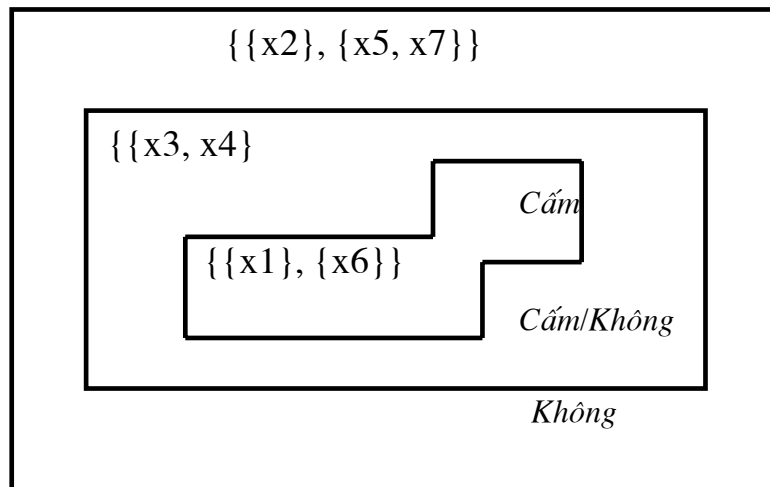 {{x2}, {x5, x7}}
{{x3, x4}
Cấm
{{x1}, {x6}}
Cấm/Không
Không